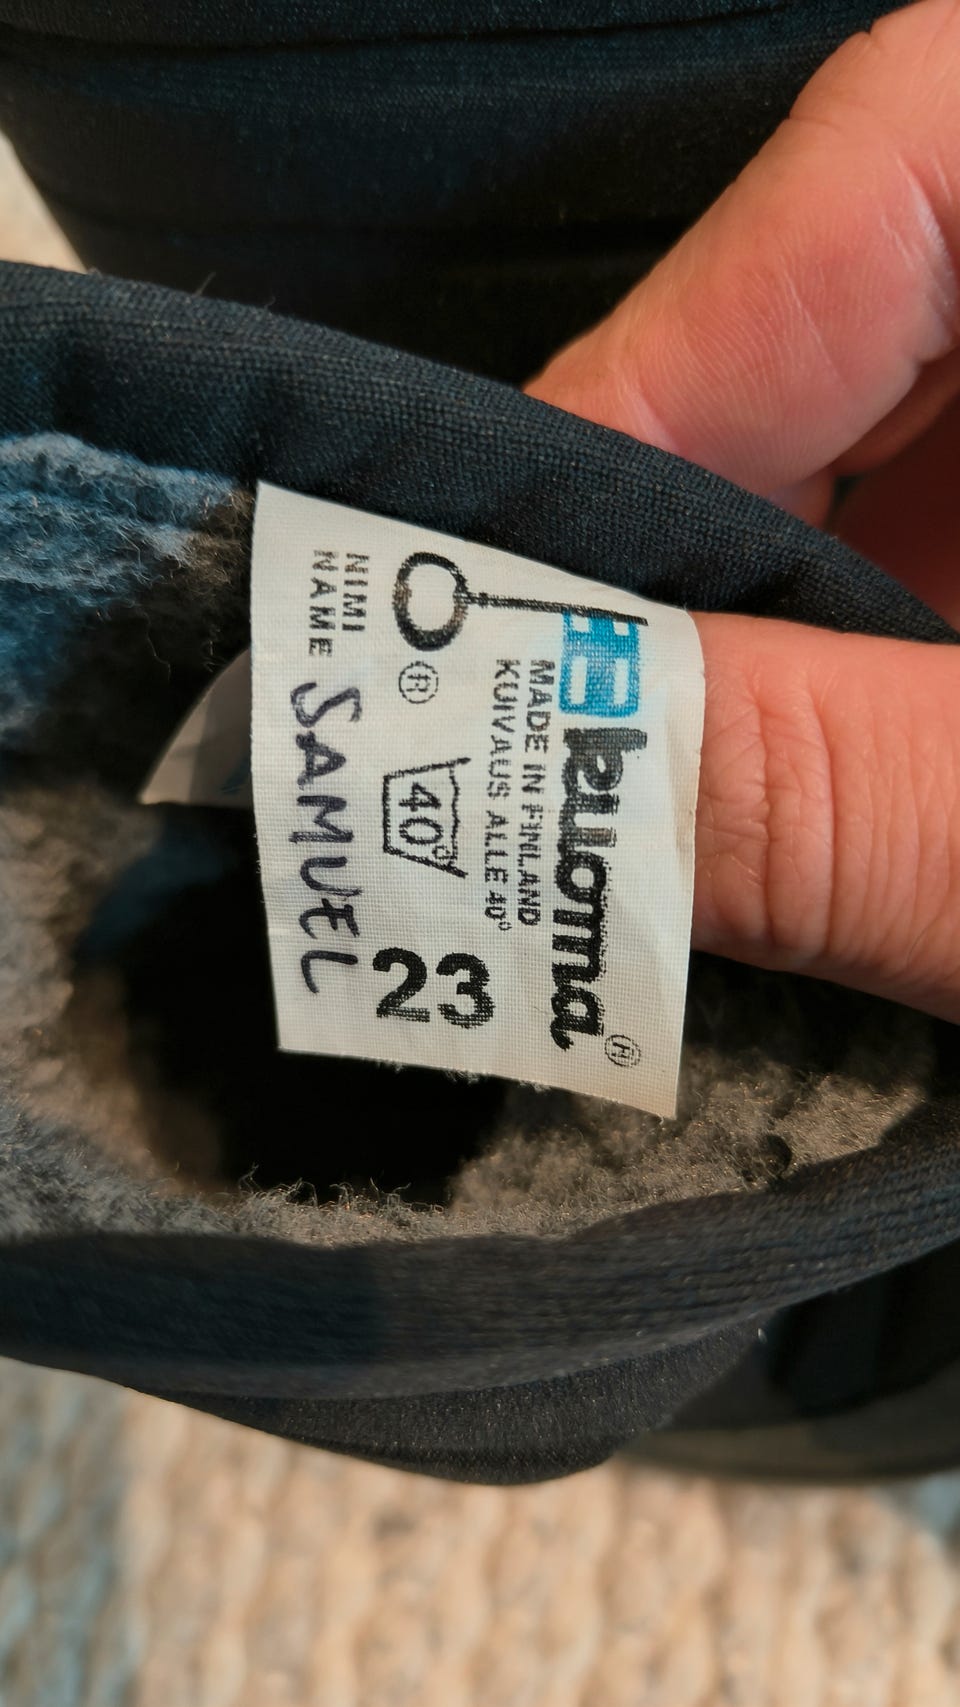 kuoma®
MADE IN FINLAND
KUIVAUS ALLE 40°
® 40° 23
NIMI
NAME SAMUEL